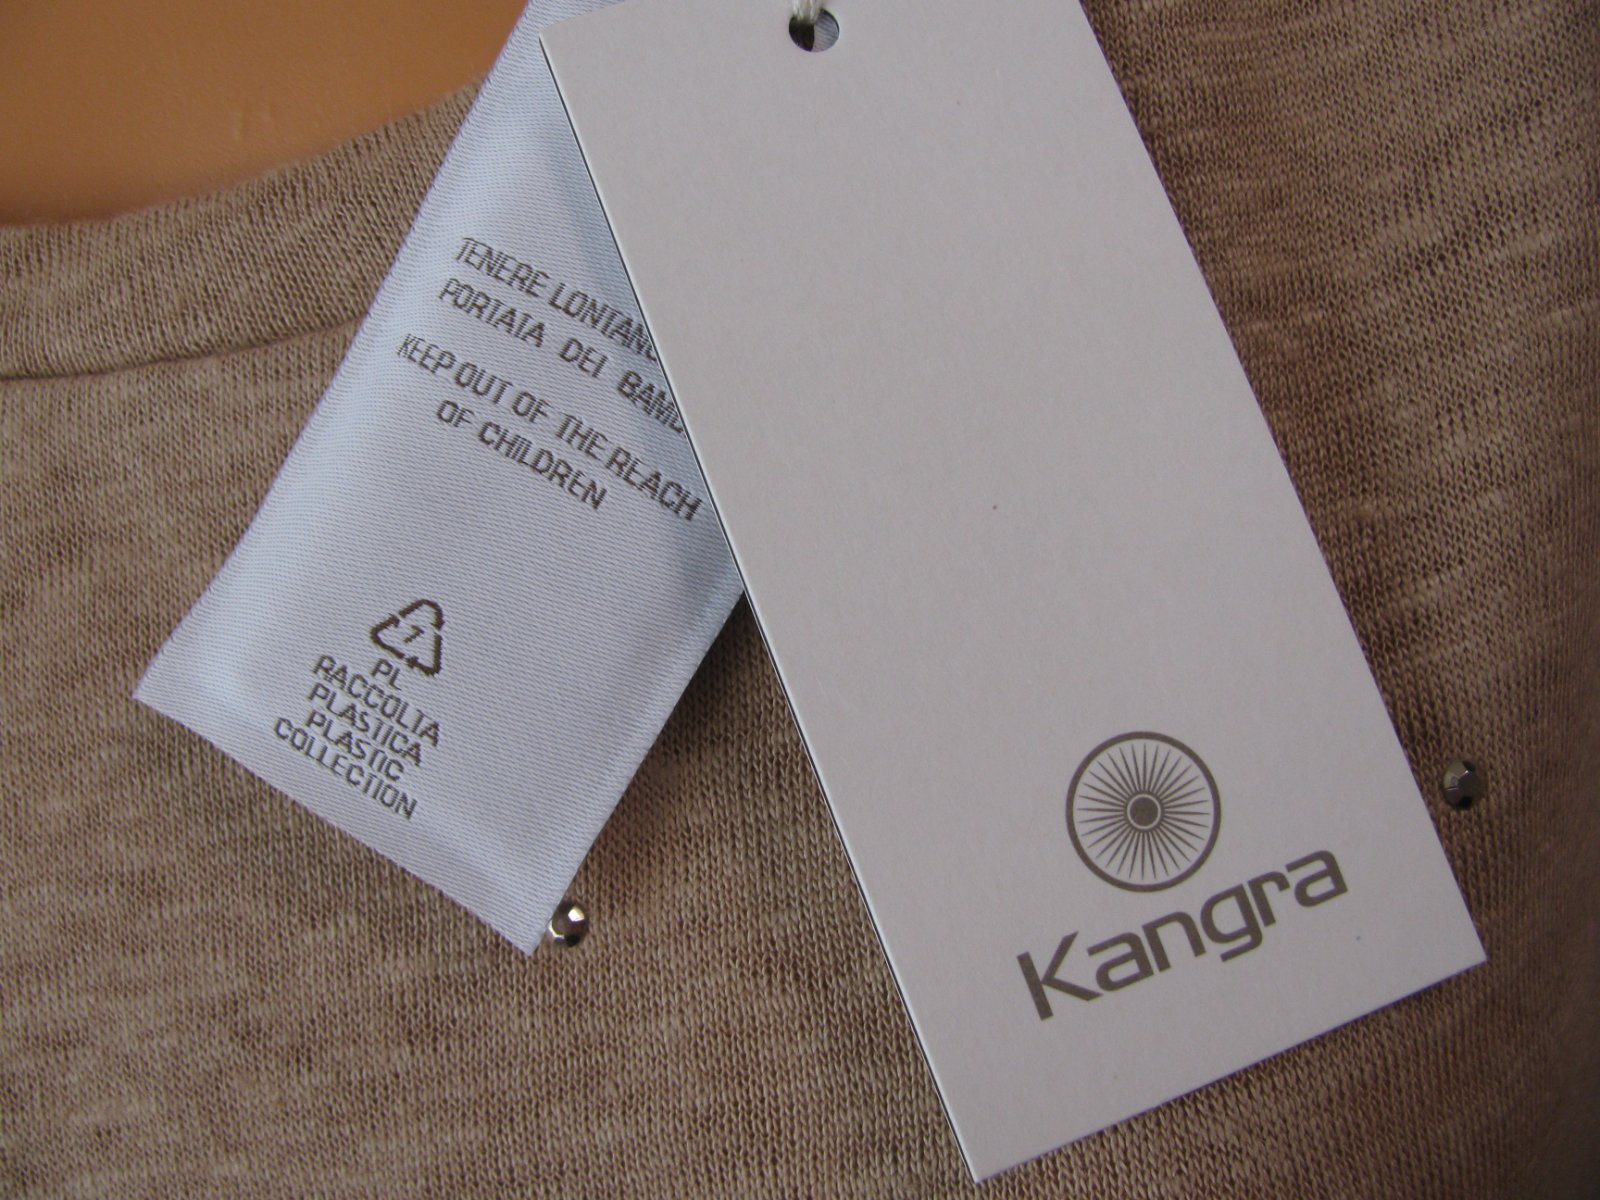 TENERE
PORTATA DEI
KEEP OUT OF THE REACH
OF CHILDREN
7
PL
RACCOLTA
PLASTICA
PLASTIC
COLLECTION
Kangra